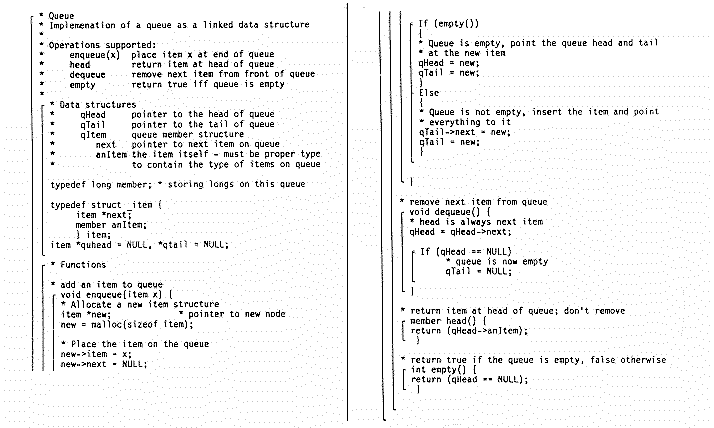 * Queue
* Implemenation of a queue as a linked data structure
*
* Operations supported:
* enqueue(x) place item x at end of queue
* head return item at head of queue
* dequeue remove next item from front of queue
* empty return true iff queue is empty
*
* Data structures
* qHead pointer to the head of queue
* qTail pointer to the tail of queue
* qItem queue member structure
* next pointer to next item on queue
* anItem the item itself - must be proper type
* to contain the type of items on queue
typedef long member; * storing longs on this queue
typedef struct _item {
item *next;
member anItem;
} item;
item *quhead = NULL, *qtail = NULL;
* Functions
* add an item to queue
void enqueue(item x) {
* Allocate a new item structure
item *new; * pointer to new node
new = malloc(sizeof item);
* Place the item on the queue
new->item = x;
new->next = NULL;
If (empty())
{
* Queue is empty, point the queue head and tail
* at the new item
qHead = new;
qTail = new;
}
Else
{
* Queue is not empty, insert the item and point
* everything to it
qTail->next = new;
qTail = new;
}
}
* remove next item from queue
void dequeue() {
* head is always next item
qHead = qHead->next;
If (qHead == NULL)
* queue is now empty
qTail = NULL;
}
* return item at head of queue; don't remove
member head() {
return (qHead->anItem);
}
* return true if the queue is empty, false otherwise
int empty() {
return (qHead == NULL);
}